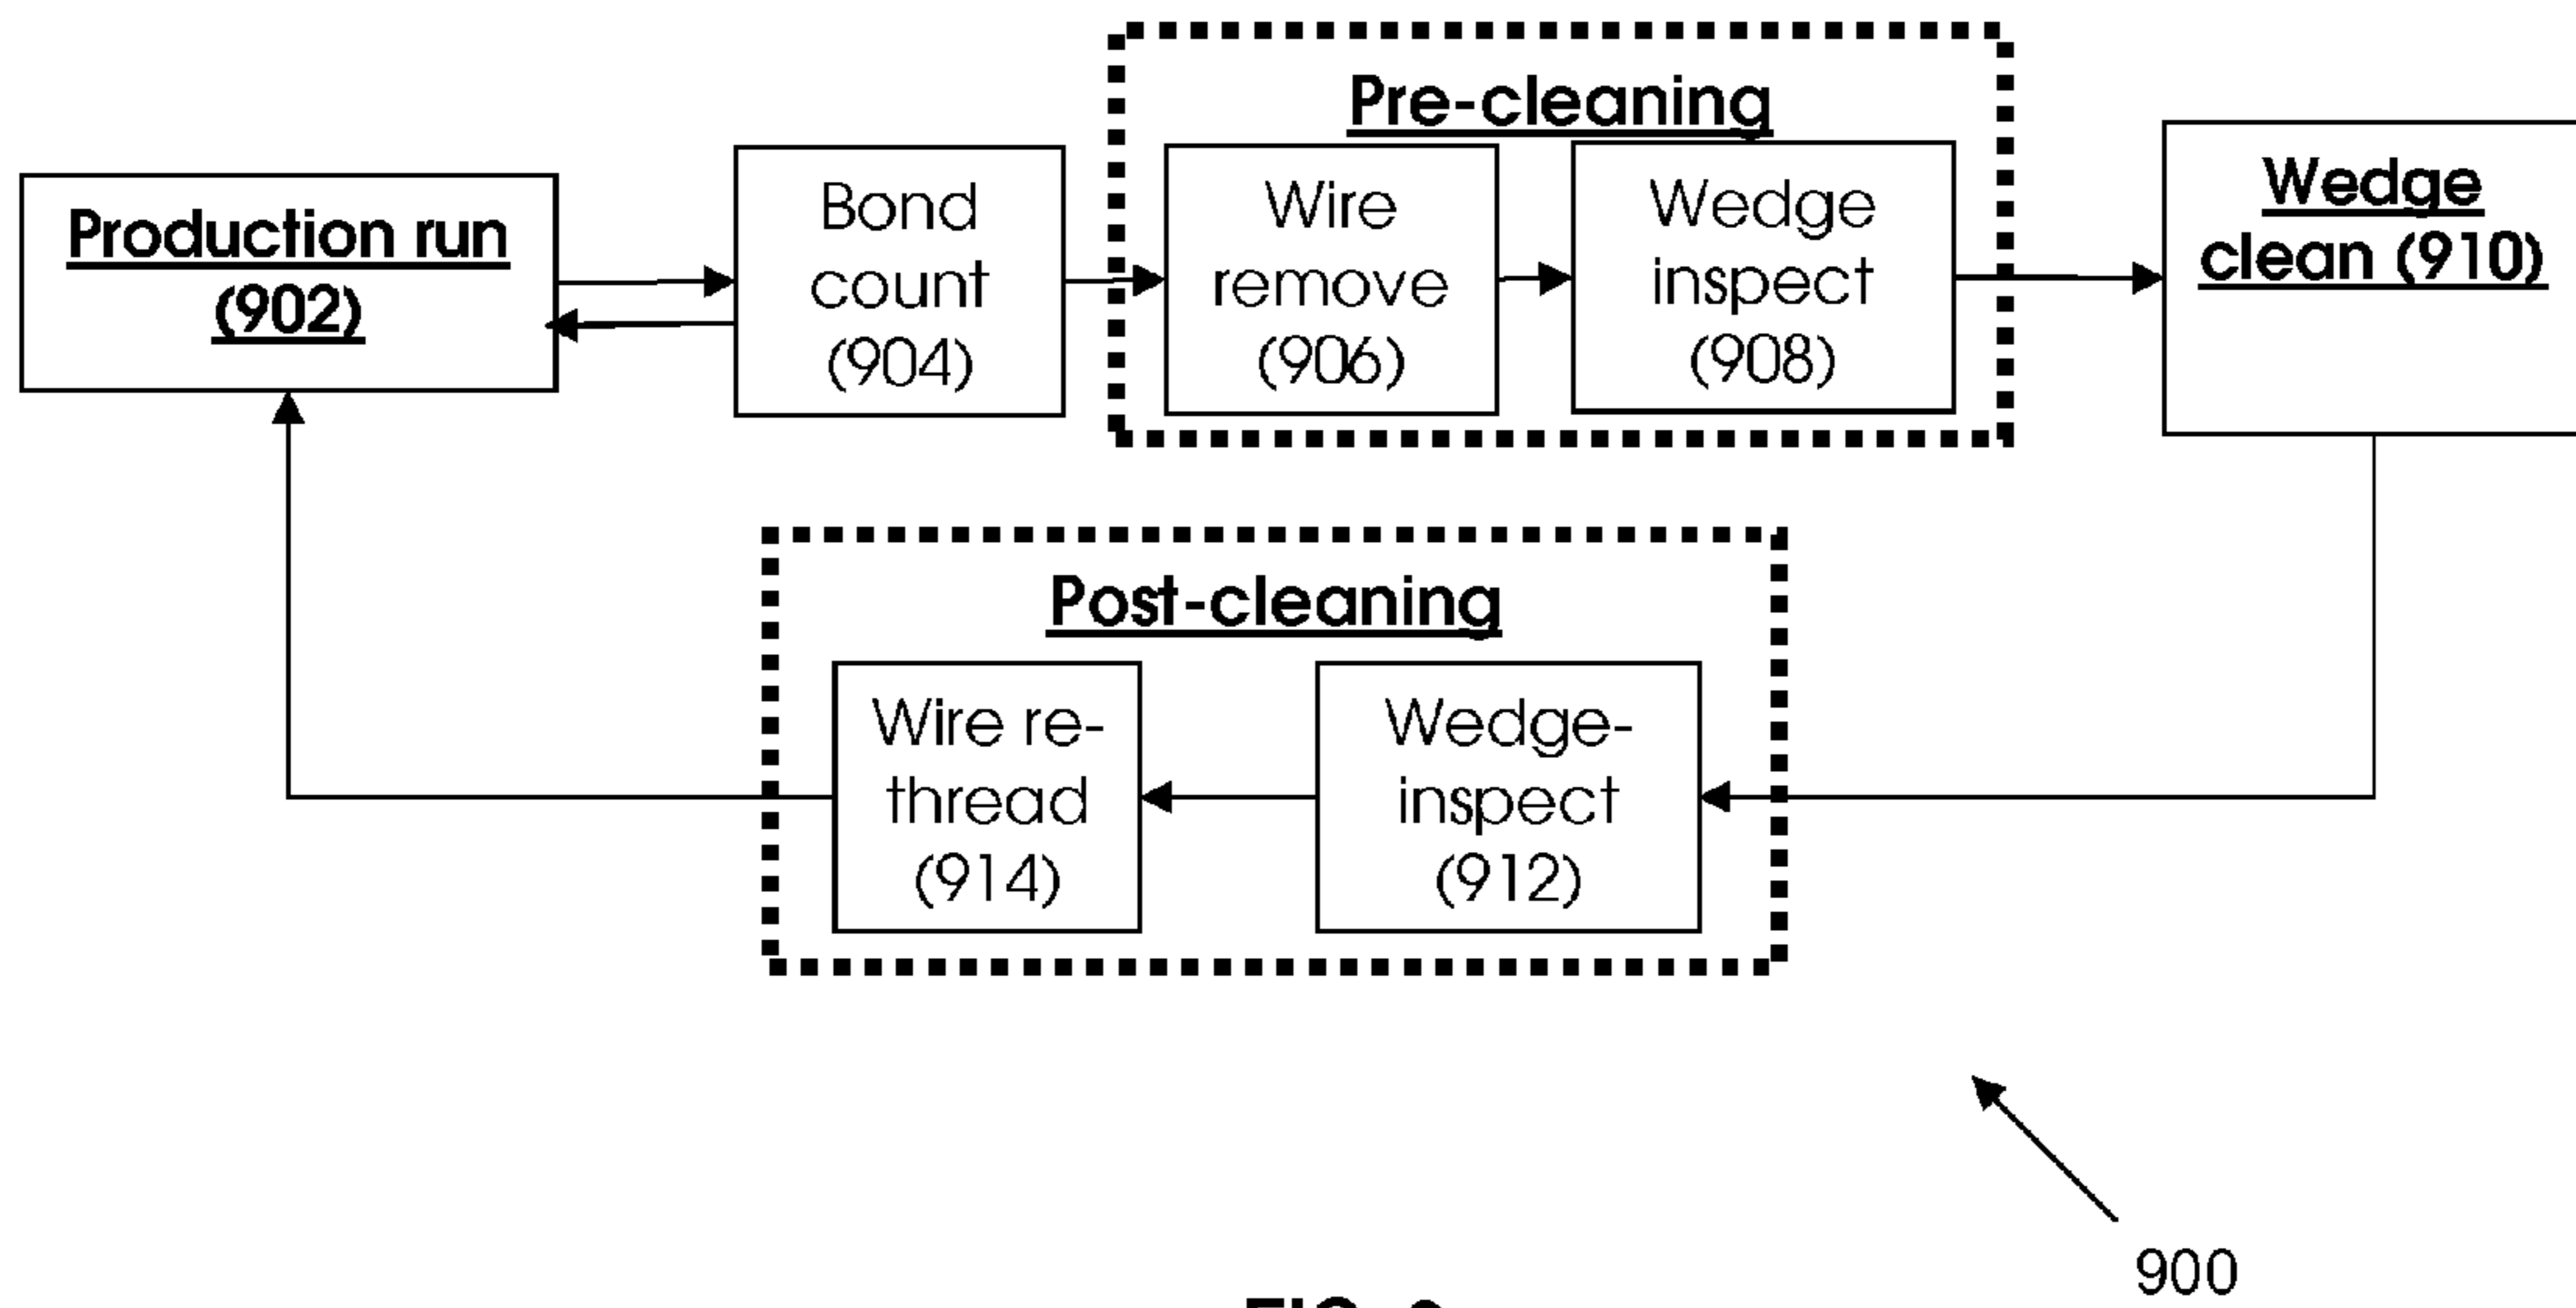 Pre-cleaning
Production run
(902)
Bond
count
(904)
Wire
remove
(906)
Wedge
inspect
(908)
Wedge
clean (910)
Post-cleaning
Wire re-
thread
(914)
Wedge-
inspect
(912)
900